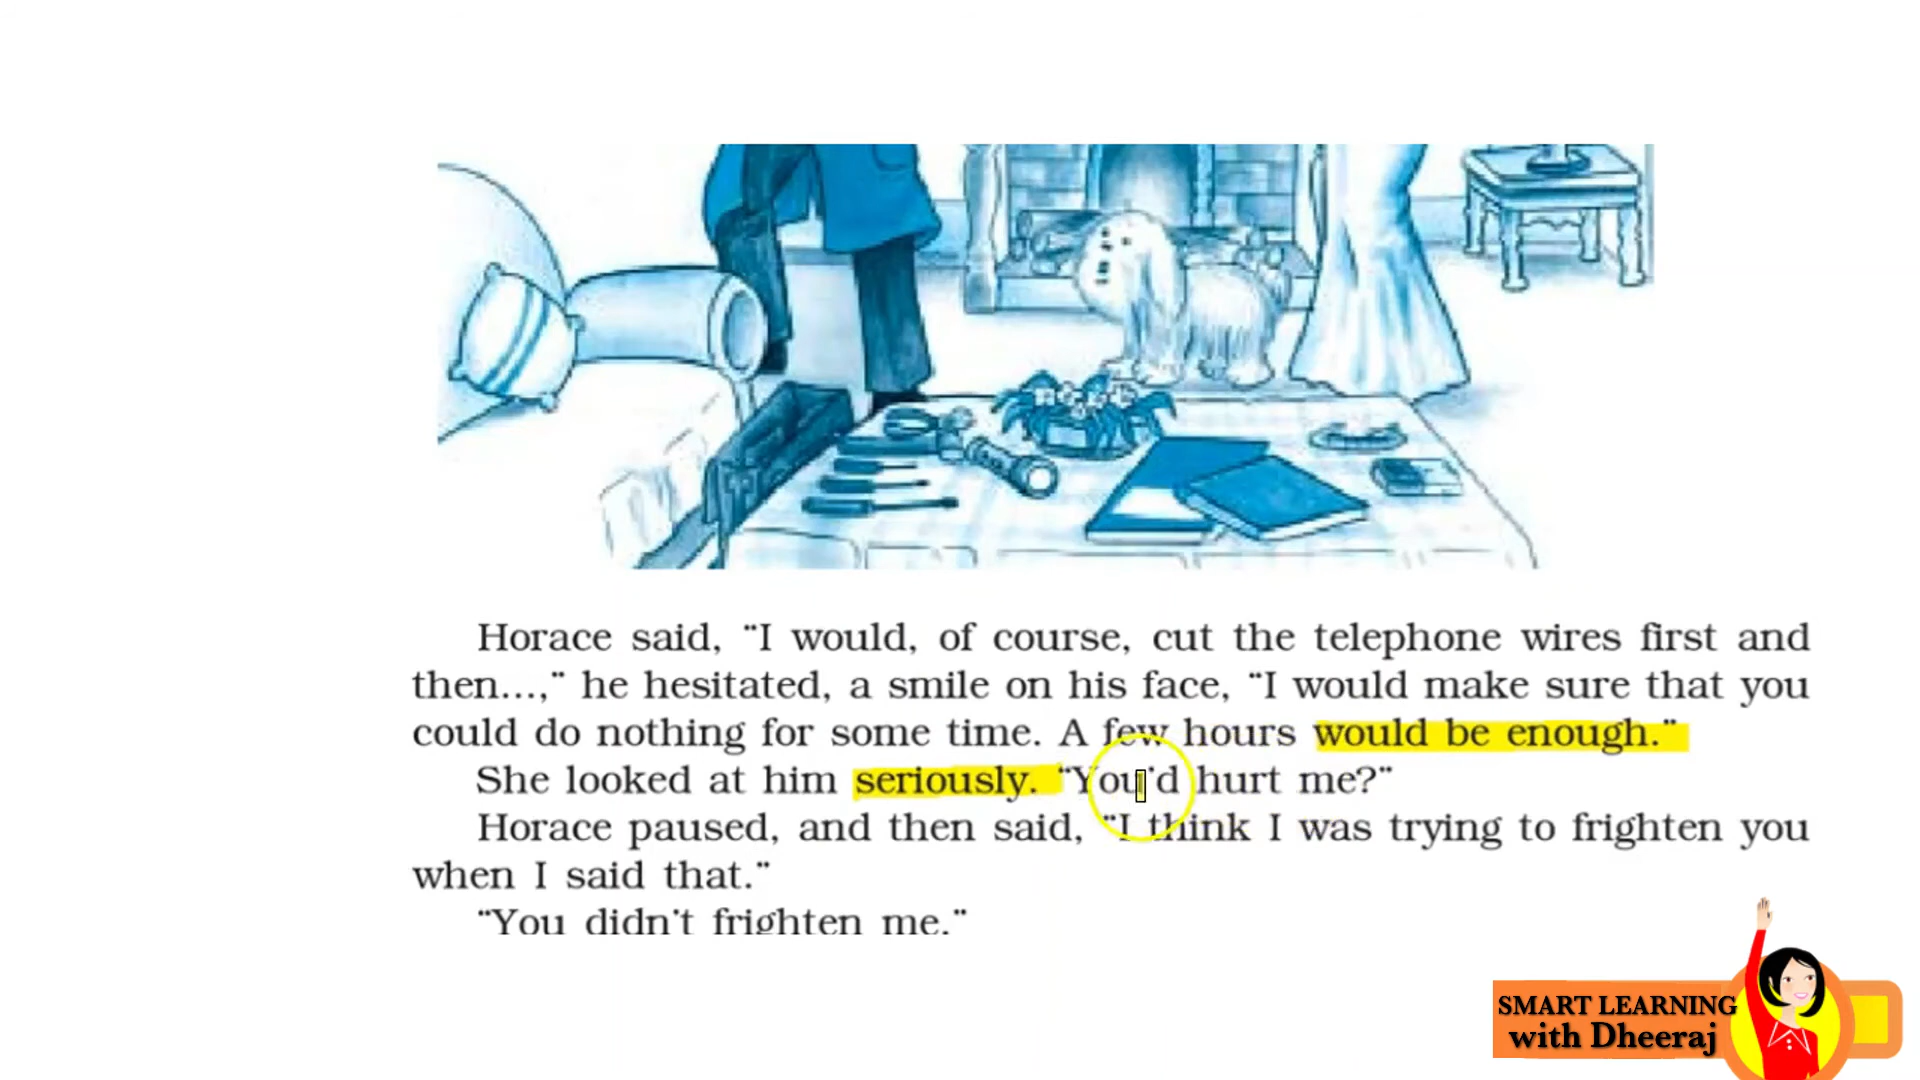 Horace said, “I would, of course, cut the telephone wires first and
then...,” he hesitated, a smile on his face, “I would make sure that you
could do nothing for some time. A few hours would be enough.”
She looked at him seriously. “You’d hurt me?”
Horace paused, and then said, “I think I was trying to frighten you
when I said that.”
“You didn’t frighten me.”
SMART LEARNING
with Dheeraj